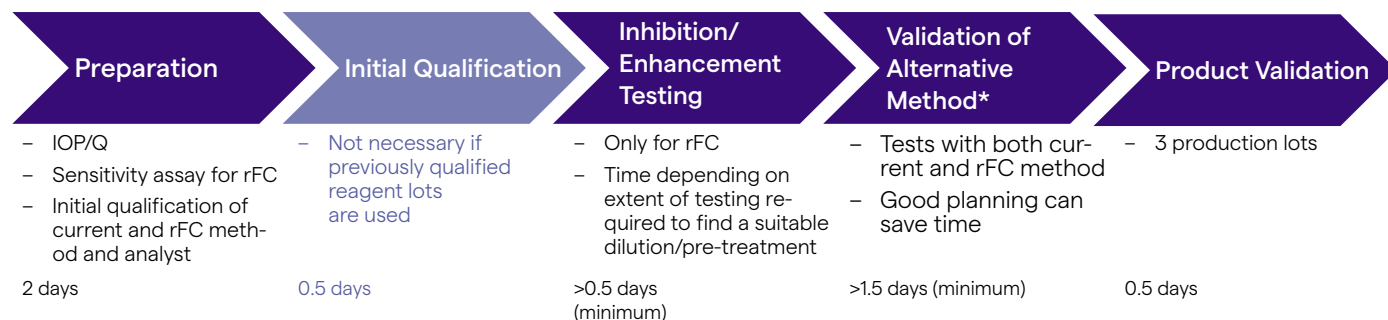 Preparation
Initial Qualification
Inhibition/
Enhancement
Testing
Validation of
Alternative
Method*
Product Validation
– IOP/Q
– Sensitivity assay for rFC
– Initial qualification of
current and rFC meth-
od and analyst
2 days
– Not necessary if
previously qualified
reagent lots
are used
0.5 days
– Only for rFC
– Time depending on
extent of testing re-
quired to find a suitable
dilution/pre-treatment
>0.5 days
(minimum)
– Tests with both cur-
rent and rFC method
– Good planning can
save time
>1.5 days (minimum)
– 3 production lots
0.5 days